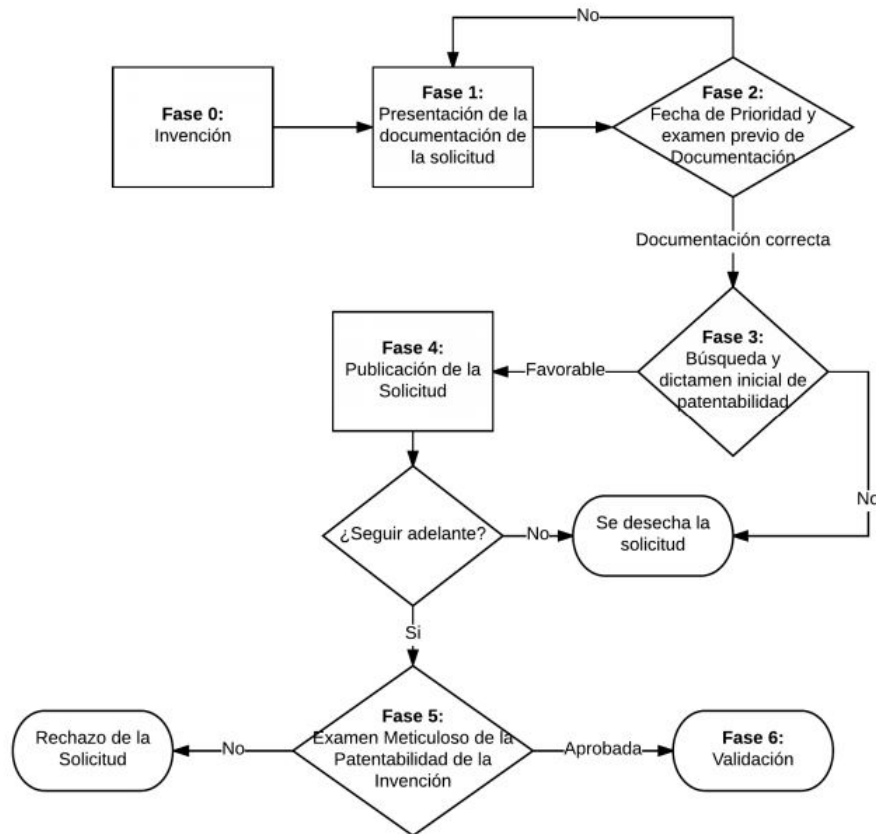 No
Fase 0:
Invención
Fase 1:
Presentación de la
documentación de
la solicitud
Fase 2:
Fecha de Prioridad y
examen previo de
Documentación
Documentación correcta
Fase 3:
Búsqueda y
dictamen inicial de
patentabilidad
Favorable
Fase 4:
Publicación de la
Solicitud
No
¿Seguir adelante?
No
Se desecha la
solicitud
Si
Fase 5:
Examen Meticuloso de la
Patentabilidad de la
Invención
No
Rechazo de la
Solicitud
Aprobada
Fase 6:
Validación